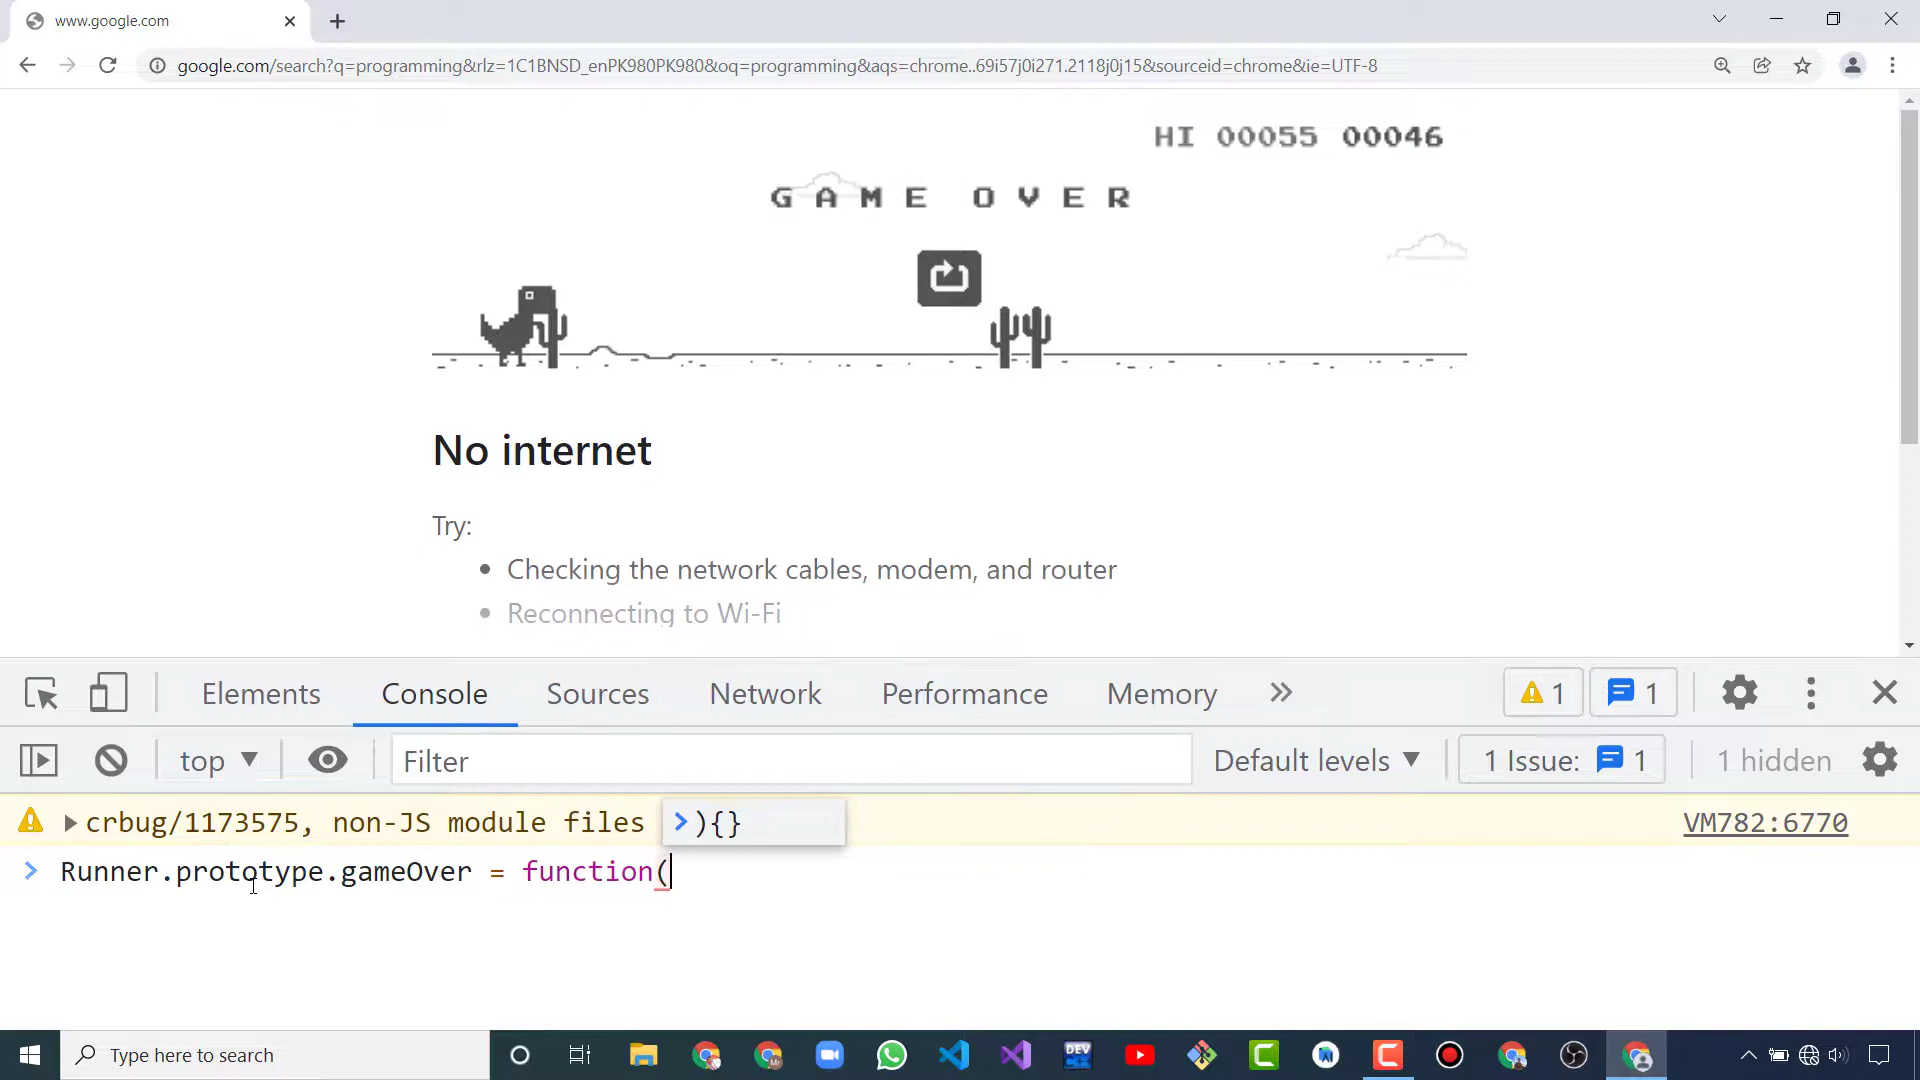 www.google.com
google.com/search?q=programming&rlz=1C1BNSD_enPK980PK980&oq=programming&aqs=chrome..69i57j0i271.2118j0j15&sourceid=chrome&ie=UTF-8
HI 00055 00046
GAME OVER
No internet
Try:
Checking the network cables, modem, and router
Reconnecting to Wi-Fi
Elements Console Sources Network Performance Memory 1 1
top Filter Default levels 1 Issue: 1 1 hidden
crbug/1173575, non-JS module files VM782:6770
> ){}
> Runner.prototype.gameOver = function(
Type here to search
DEV